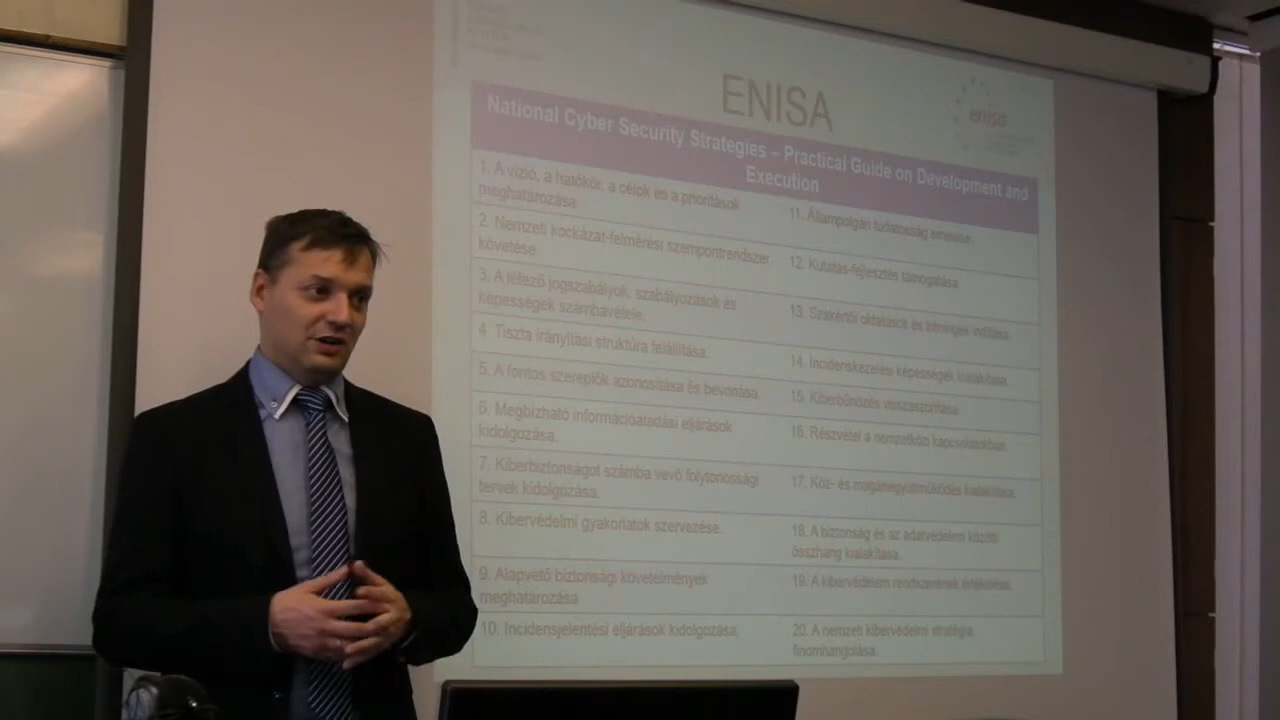 ENISA
enisa
National Cyber Security Strategies – Practical Guide on Development and
Execution
1. A vízió, a hatókör, a célok és a prioritások
meghatározása.
2. Nemzeti kockázat-felmérési szempontrendszer
követése.
3. A létező jogszabályok, szabályozások és
képességek számbavétele.
4. Tiszta irányítási struktúra felállítása.
5. A fontos szereplők azonosítása és bevonása.
6. Megbízható információátadási eljárások
kidolgozása.
7. Kiberbiztonságot számba vevő folytonossági
tervek kidolgozása.
8. Kibervédelmi gyakorlatok szervezése.
9. Alapvető biztonsági követelmények
meghatározása
10. Incidensjelentési eljárások kidolgozása.
11. Állampolgári tudatosság emelése.
12. Kutatás-fejlesztés támogatása.
13. Szakértői oktatások és tréningek indítása.
14. Incidenskezelési képességek kialakítása.
15. Kiberbűnözés visszaszorítása.
16. Részvétel a nemzetközi kapcsolatokban.
17. Köz- és magánegyüttműködés kialakítása.
18. A biztonság és az adatvédelem közötti
összhang kialakítása.
19. A kibervédelem rendszerének értékelése.
20. A nemzeti kibervédelmi stratégia
finomhangolása.